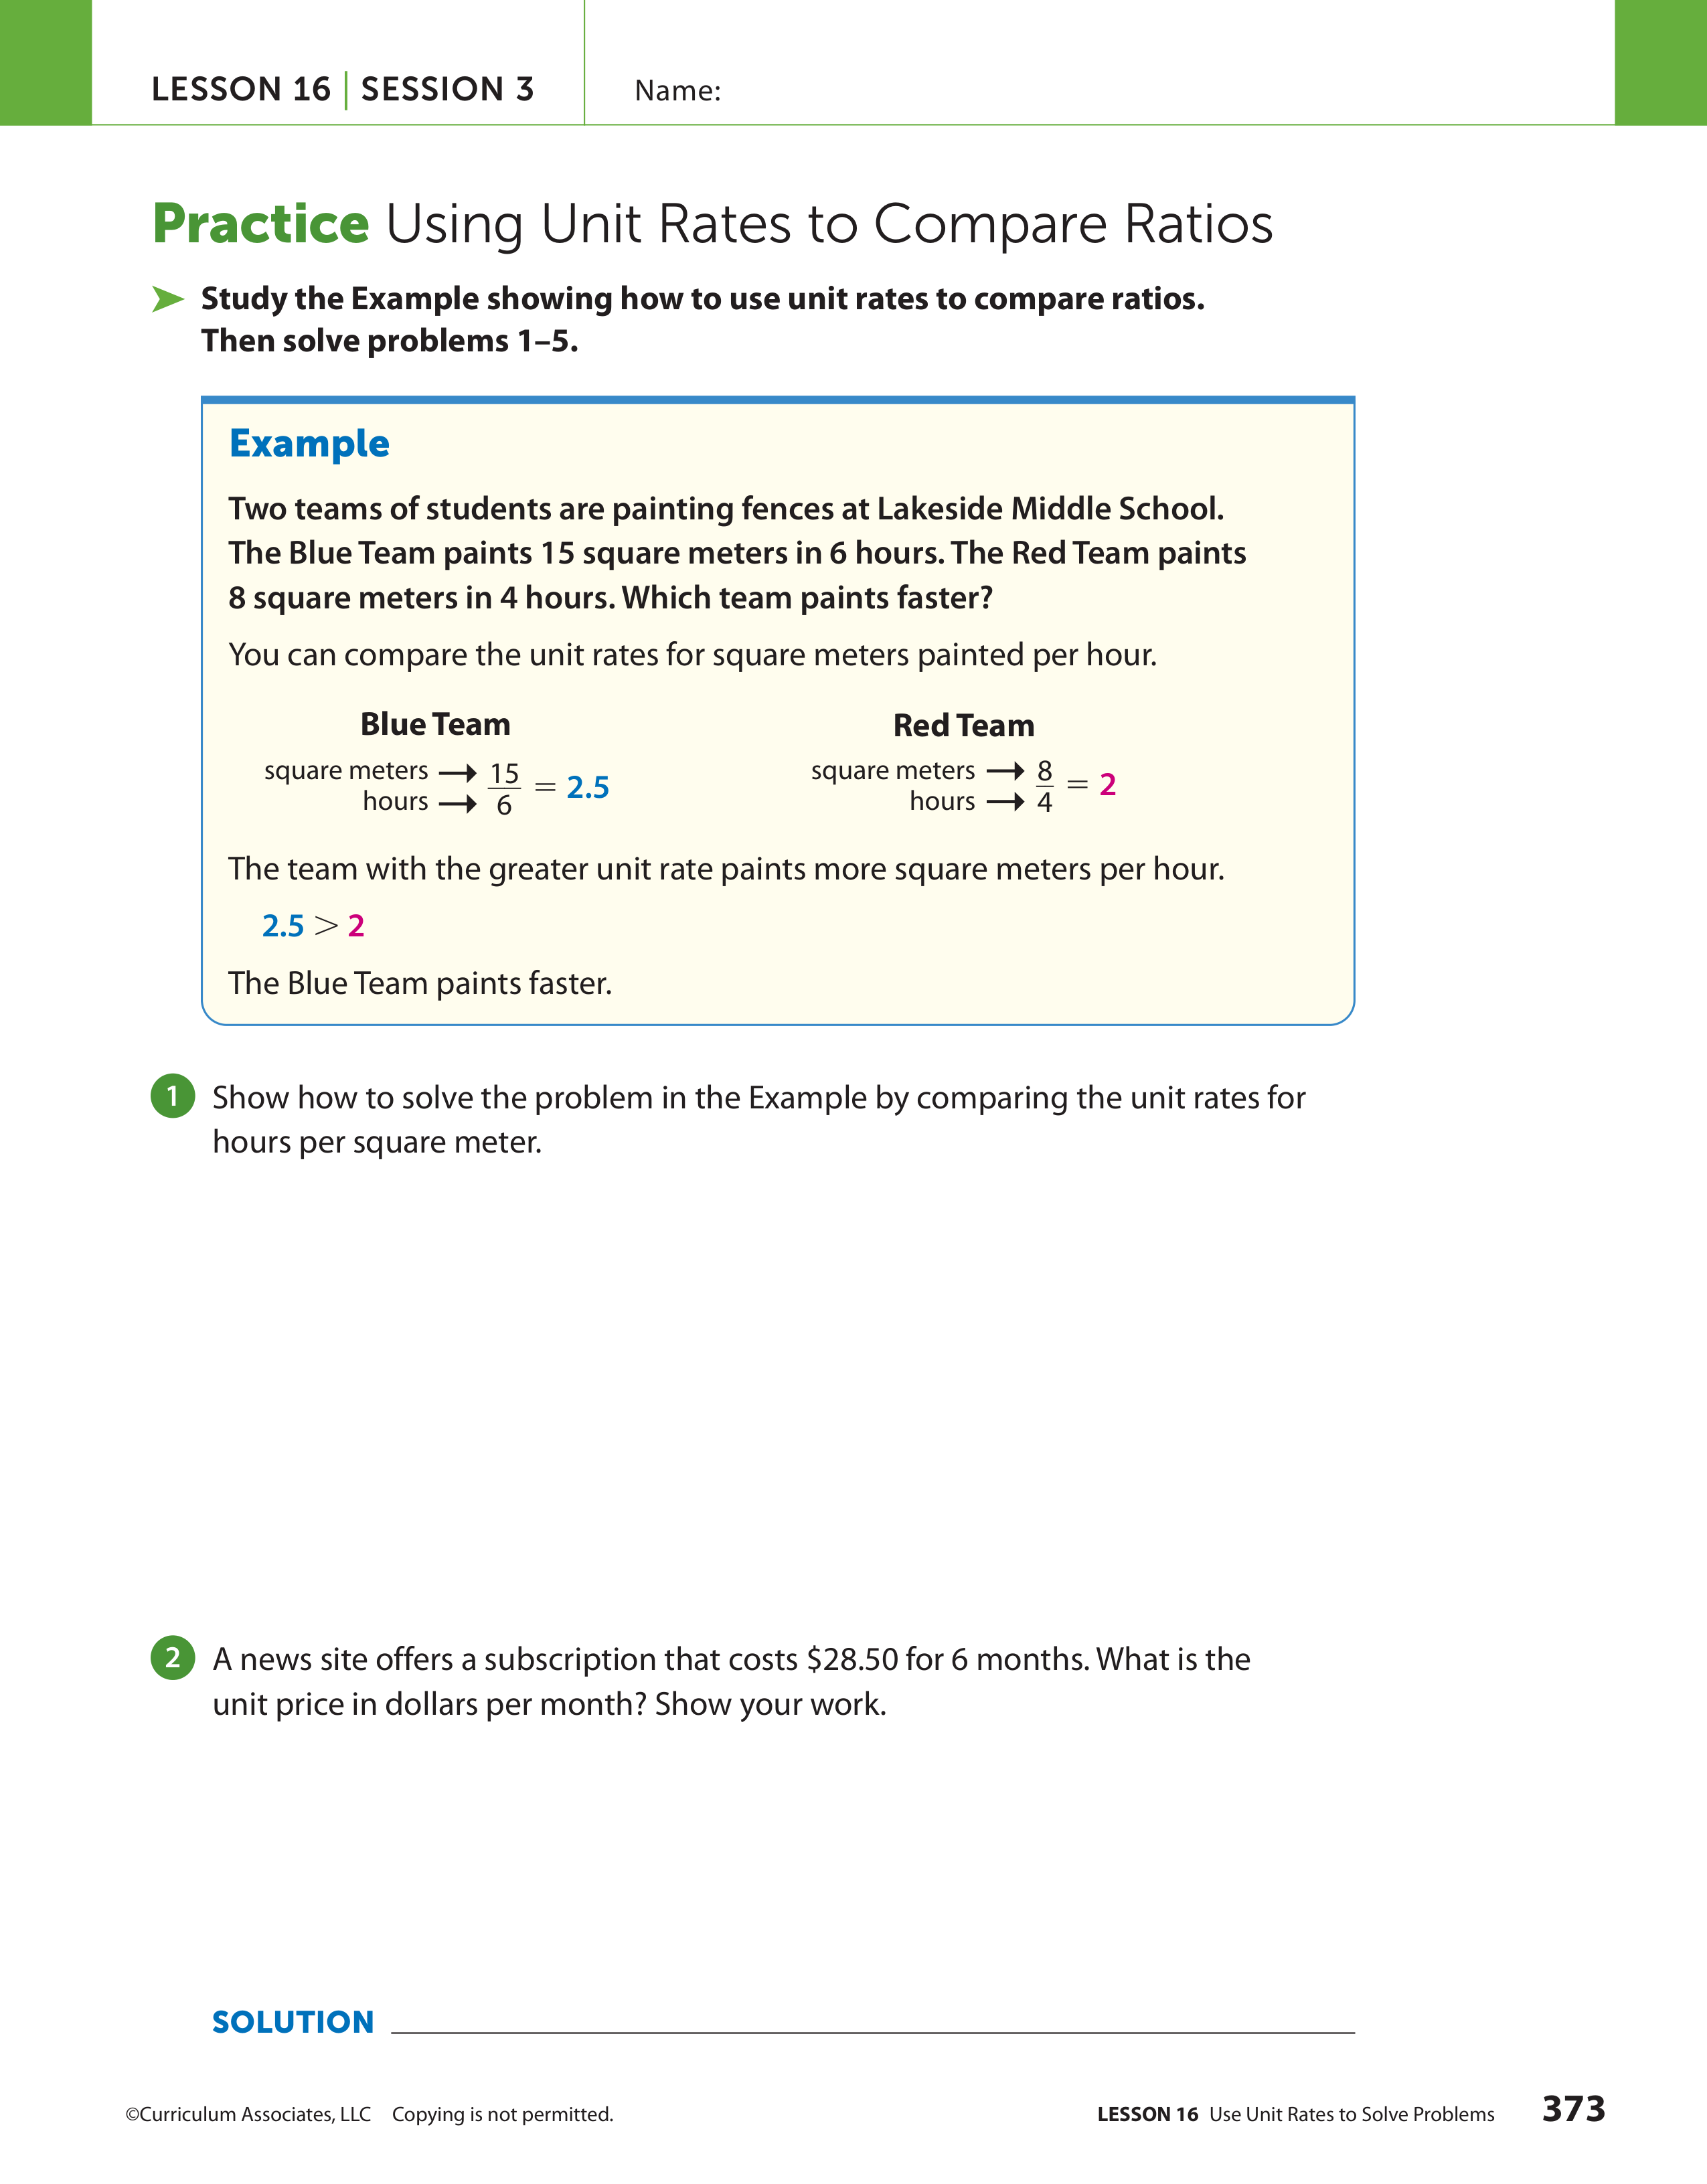 LESSON 16 | SESSION 3
Name:
Practice Using Unit Rates to Compare Ratios
➤ Study the Example showing how to use unit rates to compare ratios.
Then solve problems 1–5.
Example
Two teams of students are painting fences at Lakeside Middle School.
The Blue Team paints 15 square meters in 6 hours. The Red Team paints
8 square meters in 4 hours. Which team paints faster?
You can compare the unit rates for square meters painted per hour.
Blue Team
square meters → 15
hours → 6
= 2.5
Red Team
square meters → 8
hours → 4
= 2
The team with the greater unit rate paints more square meters per hour.
2.5 > 2
The Blue Team paints faster.
1 Show how to solve the problem in the Example by comparing the unit rates for
hours per square meter.
2 A news site offers a subscription that costs $28.50 for 6 months. What is the
unit price in dollars per month? Show your work.
SOLUTION
©Curriculum Associates, LLC Copying is not permitted.
LESSON 16 Use Unit Rates to Solve Problems 373